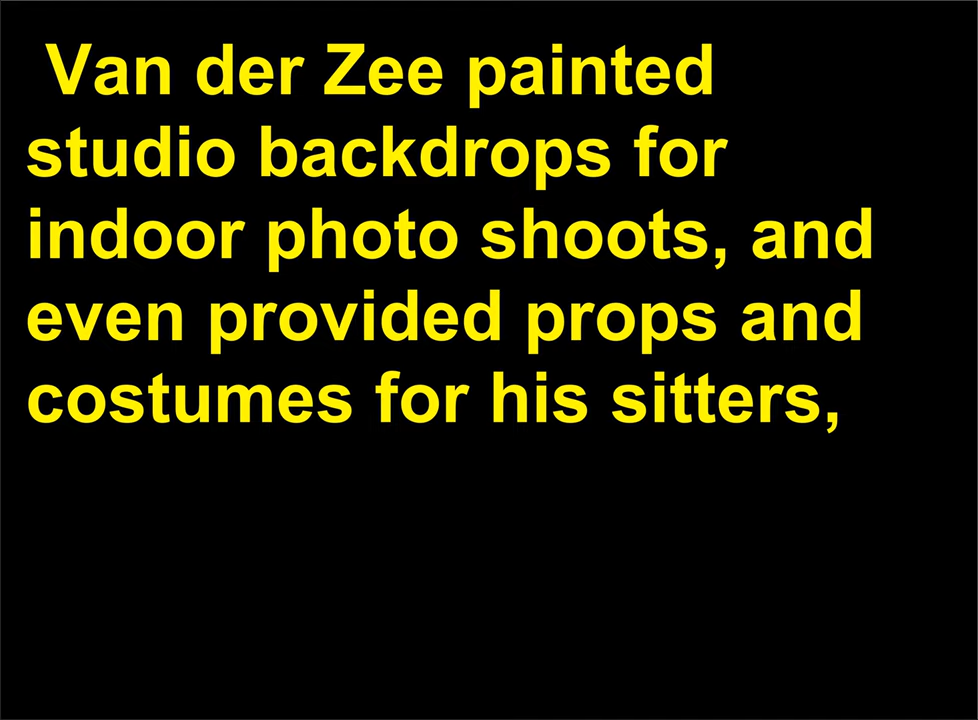 Van der Zee painted
studio backdrops for
indoor photo shoots, and
even provided props and
costumes for his sitters,